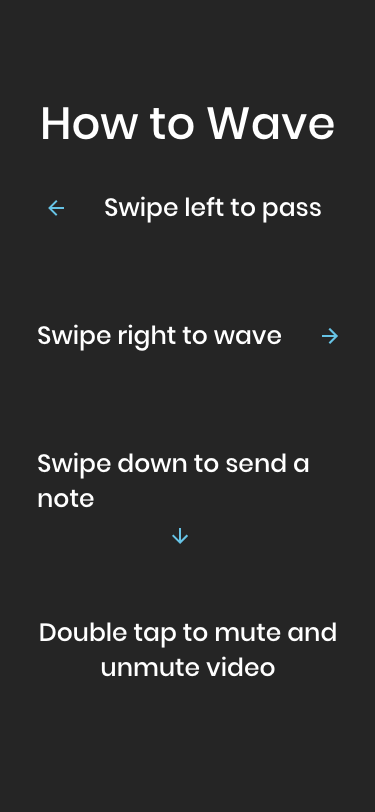 How to Wave
Swipe left to pass
Swipe right to wave
Swipe down to send a
note
Double tap to mute and
unmute video